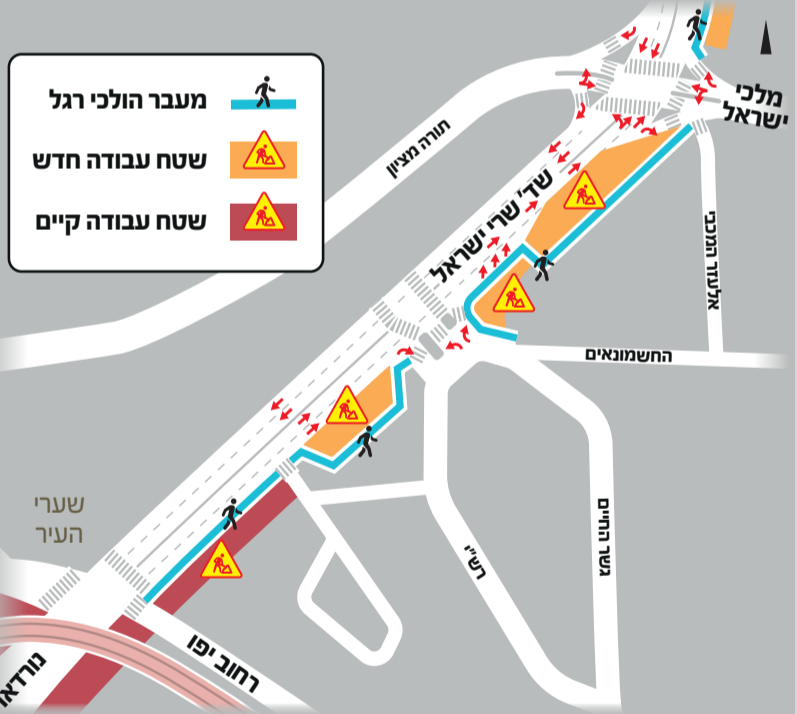 מעבר הולכי רגל
שטח עבודה חדש
שטח עבודה קיים
מלכי
ישראל
תורה מציון
שד' שרי ישראל
אלעזר המכבי
החשמונאים
שערי
העיר
גשר החיים
רש"י
רחוב יפו
נורדאו